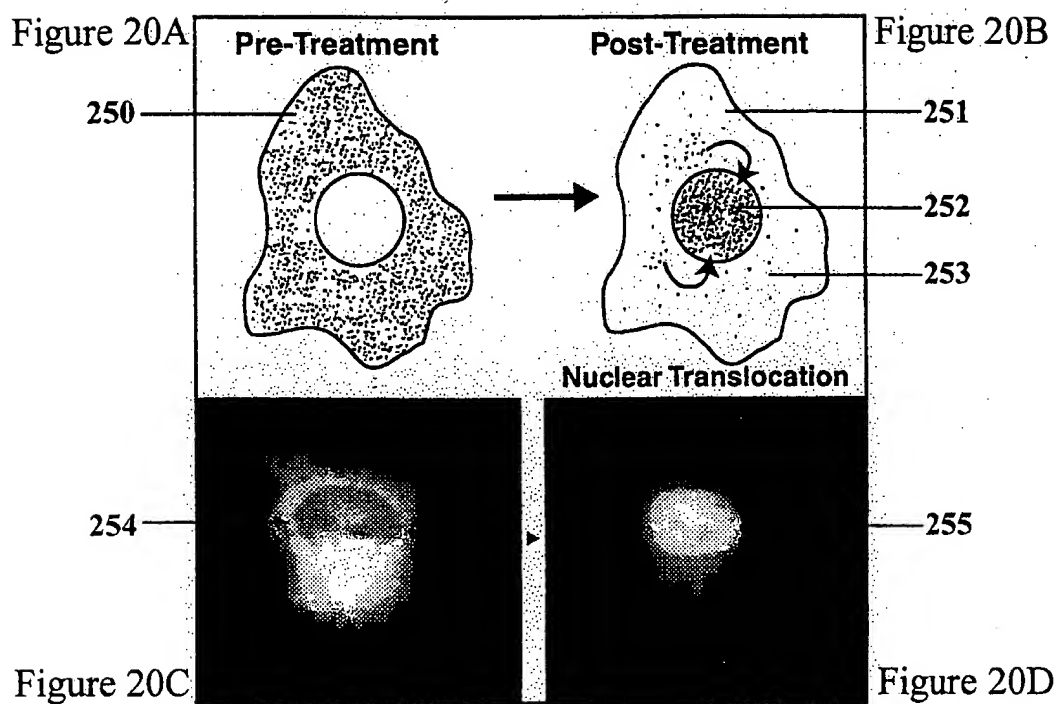 Figure 20A
Pre-Treatment
Post-Treatment
Figure 20B
250
251
252
253
Nuclear Translocation
254
255
Figure 20C
Figure 20D